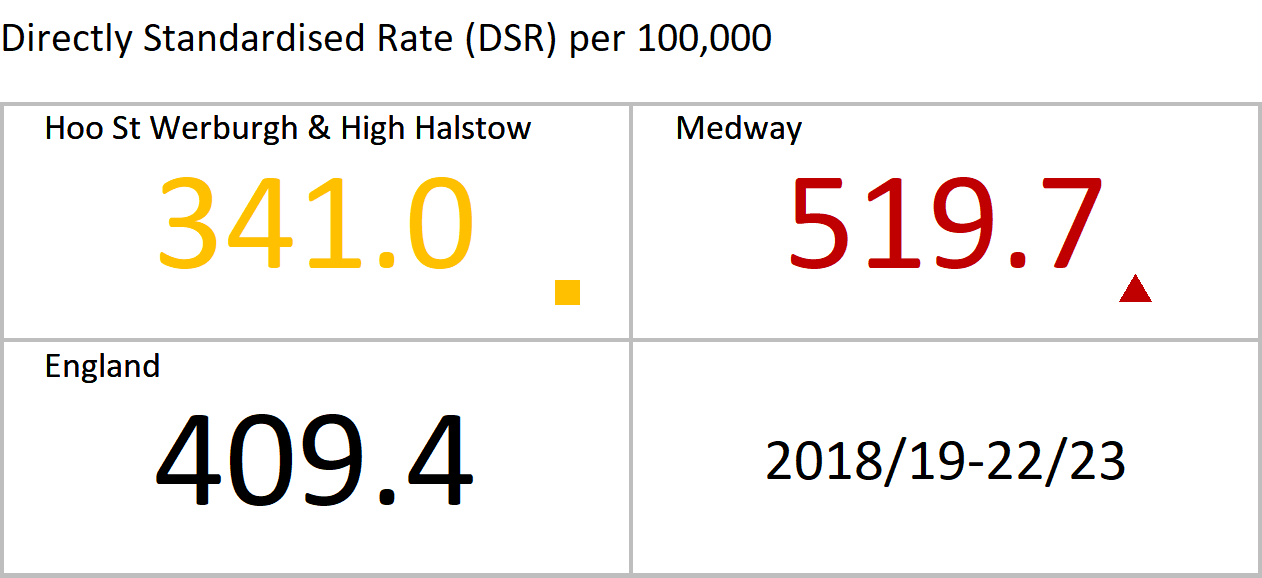 Directly Standardised Rate (DSR) per 100,000
Hoo St Werburgh & High Halstow
341.0
Medway
519.7
England
409.4
2018/19-22/23